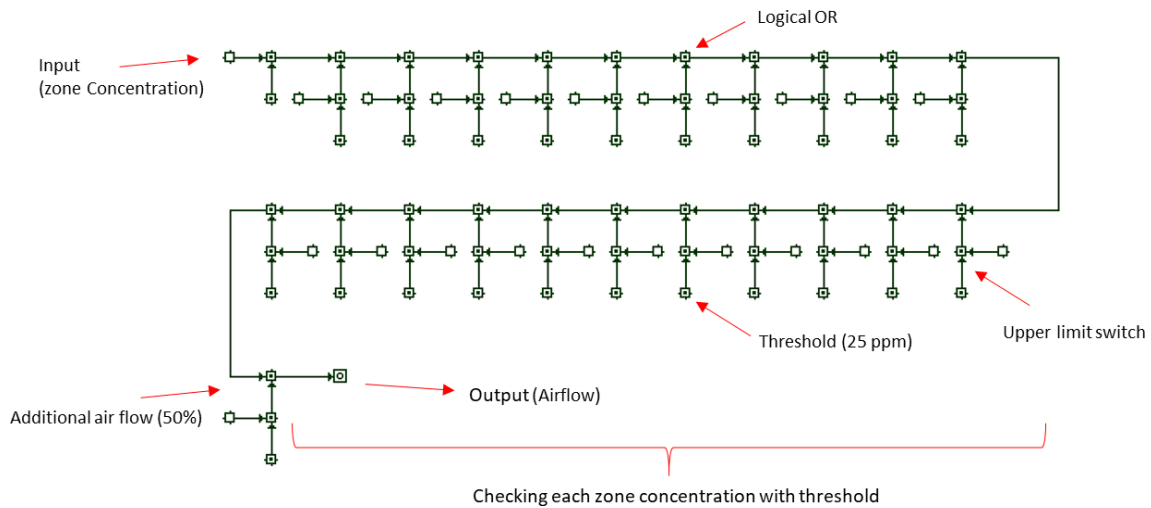 Logical OR
Input
(zone Concentration)
Threshold (25 ppm)
Upper limit switch
Additional air flow (50%)
Output (Airflow)
Checking each zone concentration with threshold